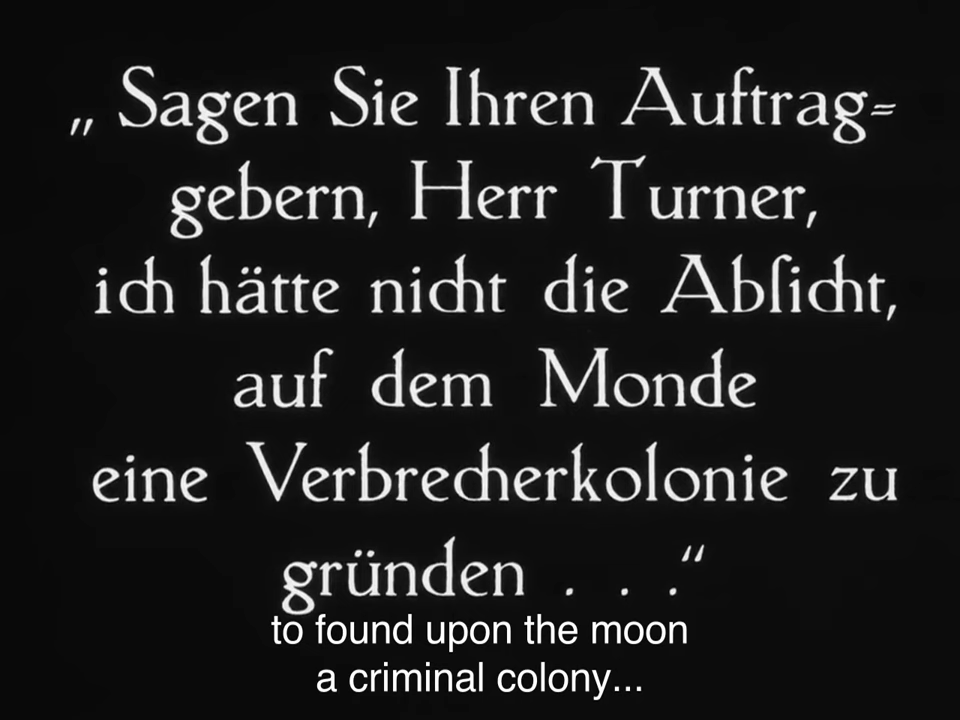 „Sagen Sie Ihren Auftrag=
gebern, Herr Turner,
ich hätte nicht die Abſicht,
auf dem Monde
eine Verbrecherkolonie zu
gründen . . .“
to found upon the moon
a criminal colony...